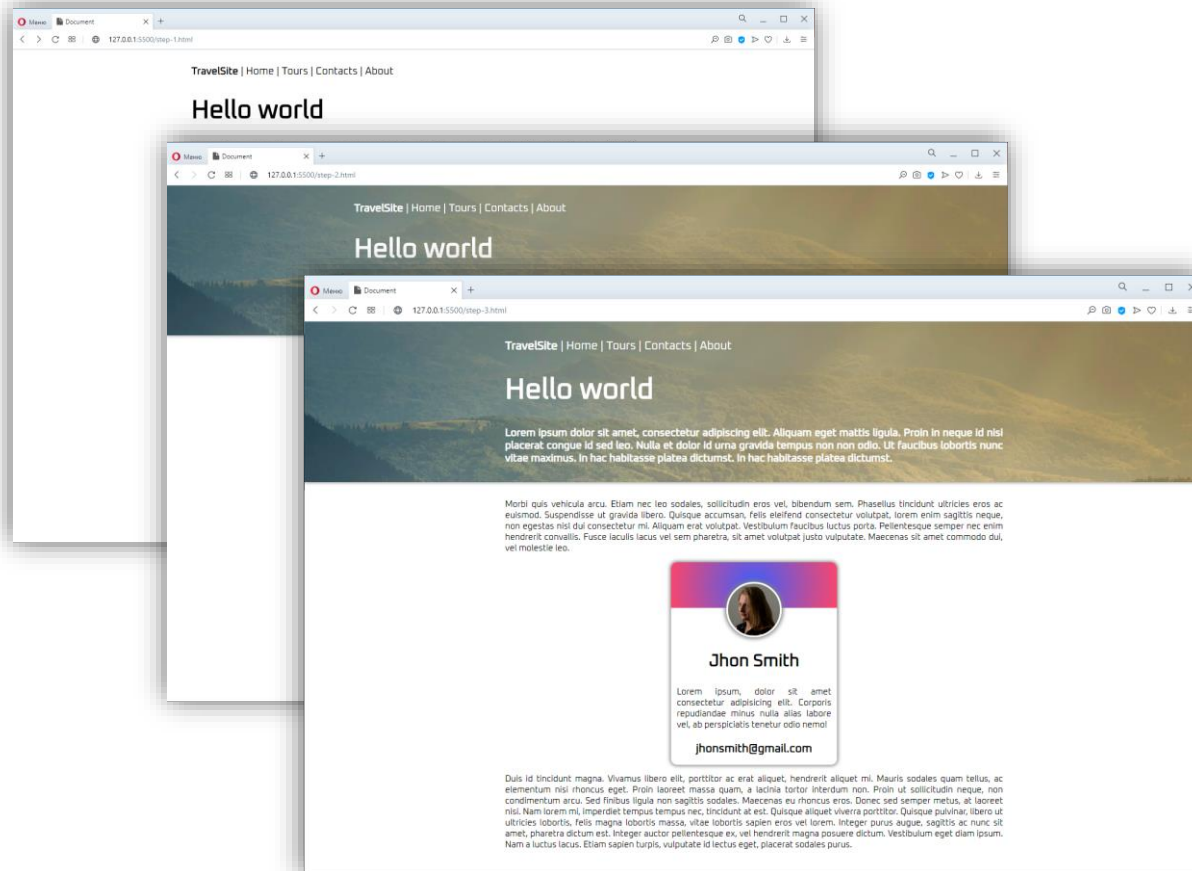 Меню Document
127.0.0.1:5500/step-1.html
TravelSite | Home | Tours | Contacts | About
Hello world
Меню Document
127.0.0.1:5500/step-2.html
TravelSite | Home | Tours | Contacts | About
Hello world
Меню Document
127.0.0.1:5500/step-3.html
TravelSite | Home | Tours | Contacts | About
Hello world
Lorem ipsum dolor sit amet, consectetur adipiscing elit. Aliquam eget mattis ligula. Proin in neque id nisi
placerat congue id sed leo. Nulla et dolor id urna gravida tempus non non odio. Ut faucibus lobortis nunc
vitae maximus. In hac habitasse platea dictumst. In hac habitasse platea dictumst.
Morbi quis vehicula arcu. Etiam nec leo sodales, sollicitudin eros vel, bibendum sem. Phasellus tincidunt ultricies eros ac
euismod. Suspendisse ut gravida libero. Quisque accumsan, felis eleifend consectetur volutpat, lorem enim sagittis neque,
non egestas nisl dui consectetur mi. Aliquam erat volutpat. Vestibulum faucibus luctus porta. Pellentesque semper nec enim
hendrerit convallis. Fusce iaculis lacus vel sem pharetra, sit amet volutpat justo vulputate. Maecenas sit amet commodo dui,
vel molestie leo.
Jhon Smith
Lorem ipsum, dolor sit amet
consectetur adipisicing elit. Corporis
repudiandae minus nulla alias labore
vel, ab perspiciatis tenetur odio nemo!
jhonsmith@gmail.com
Duis id tincidunt magna. Vivamus libero elit, porttitor ac erat aliquet, hendrerit aliquet mi. Mauris sodales quam tellus, ac
elementum nisi rhoncus eget. Proin laoreet massa quam, a lacinia tortor interdum non. Proin ut sollicitudin neque, non
condimentum arcu. Sed finibus ligula non sagittis sodales. Maecenas eu rhoncus eros. Donec sed semper metus, at laoreet
nisl. Nam lorem mi, imperdiet tempus tempus nec, tincidunt at est. Quisque aliquet viverra porttitor. Quisque pulvinar, libero ut
ultricies lobortis, felis magna lobortis massa, vitae lobortis sapien eros vel lorem. Integer purus augue, sagittis ac nunc sit
amet, pharetra dictum est. Integer auctor pellentesque ex, vel hendrerit magna posuere dictum. Vestibulum eget diam ipsum.
Nam a luctus lacus. Etiam sapien turpis, vulputate id lectus eget, placerat sodales purus.